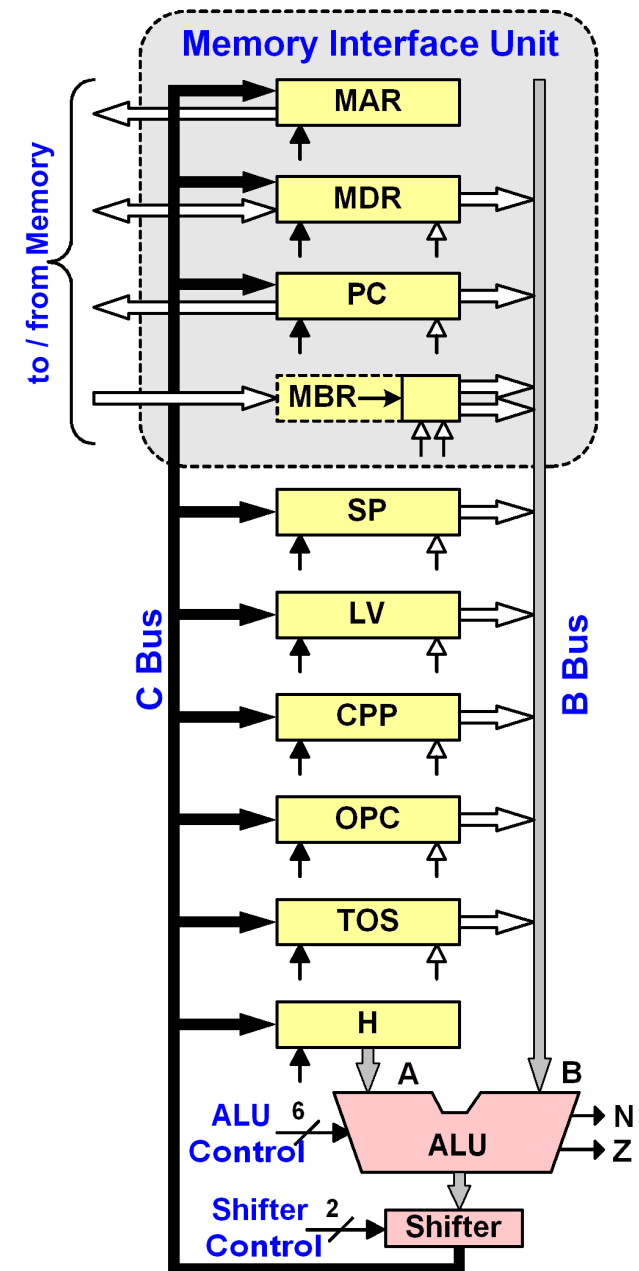 Memory Interface Unit
to / from Memory
MAR
MDR
PC
MBR
SP
LV
C Bus
B Bus
CPP
OPC
TOS
H
A
B
ALU
Control
6
ALU
N
Z
Shifter
Control
2
Shifter